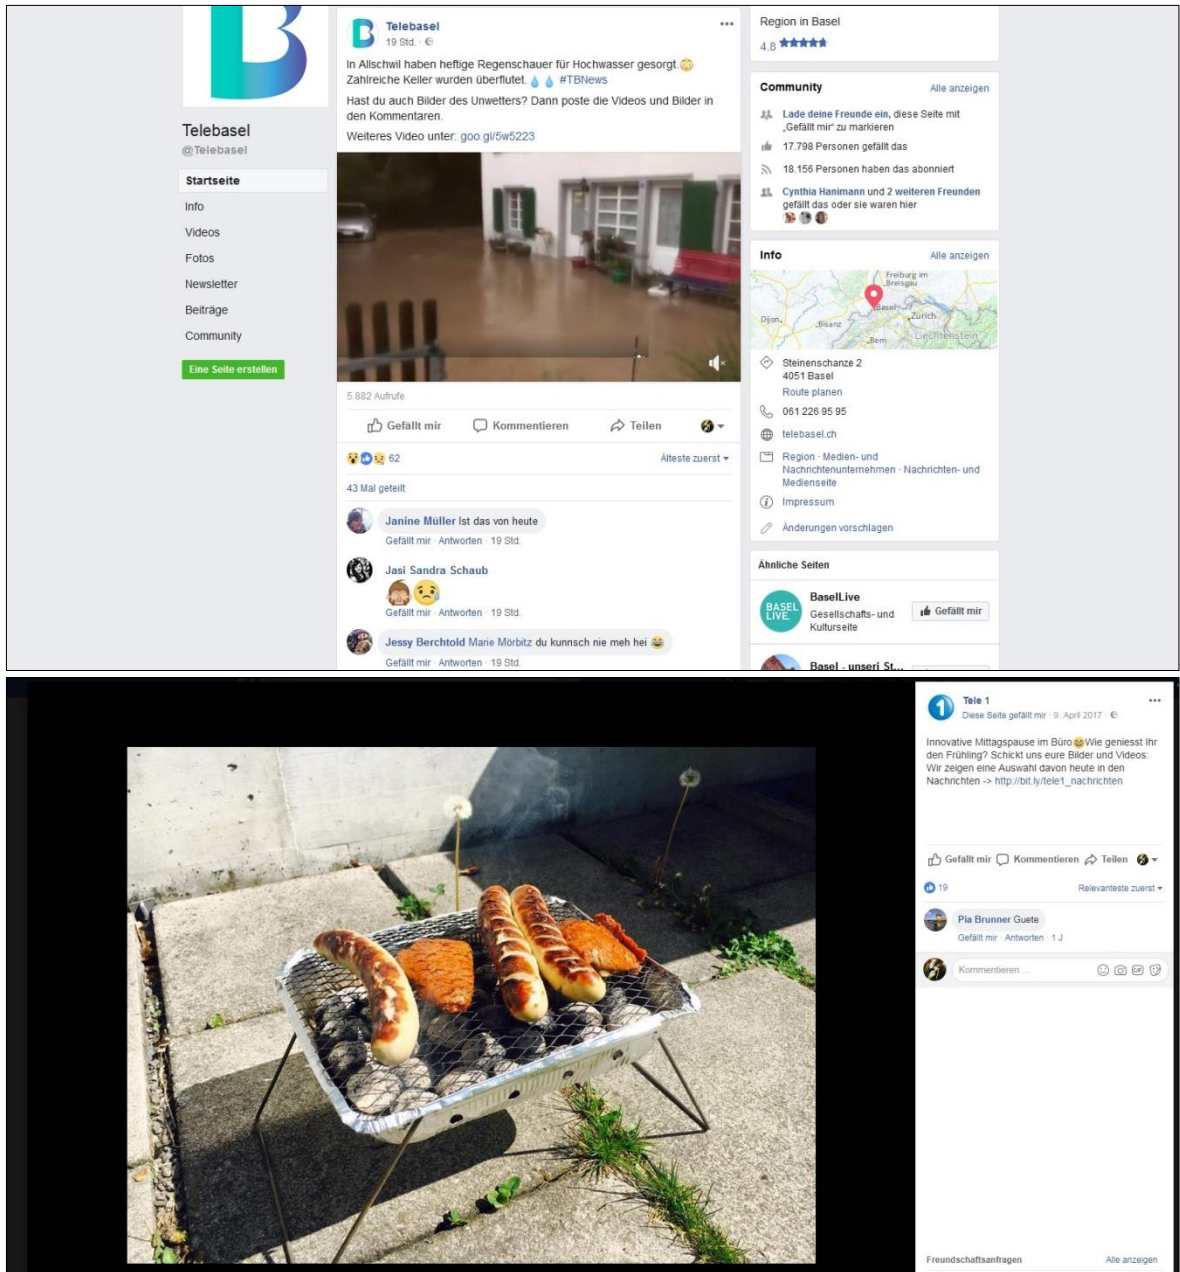 B
Telebasel
@Telebasel
Startseite
Info
Videos
Fotos
Newsletter
Beiträge
Community
Eine Seite erstellen
Telebasel
19 Std.
In Allschwil haben heftige Regenschauer für Hochwasser gesorgt.😳
Zahlreiche Keller wurden überflutet.💧💧 #TBNews
Hast du auch Bilder des Unwetters? Dann poste die Videos und Bilder in
den Kommentaren.
Weiteres Video unter: goo.gl/5w5223
5.882 Aufrufe
Gefällt mir Kommentieren Teilen
62 Älteste zuerst
43 Mal geteilt
Janine Müller Ist das von heute
Gefällt mir · Antworten · 19 Std.
Jasi Sandra Schaub
🙈😢
Gefällt mir · Antworten · 19 Std.
Jessy Berchtold Marie Mörbitz du kunnsch nie meh hei 😂
Gefällt mir · Antworten · 19 Std.
Region in Basel
4,8 ★★★★★
Community Alle anzeigen
Lade deine Freunde ein, diese Seite mit
„Gefällt mir“ zu markieren
17.798 Personen gefällt das
18.156 Personen haben das abonniert
Cynthia Hanimann und 2 weiteren Freunden
gefällt das oder sie waren hier
Info Alle anzeigen
Freiburg im
Breisgau
Basel
Dijon
Zürich
Bisanz
Liechtenstein
Bern
Steinenschanze 2
4051 Basel
Route planen
061 226 95 95
telebasel.ch
Region · Medien- und
Nachrichtenunternehmen · Nachrichten- und
Medienseite
Impressum
Änderungen vorschlagen
Ähnliche Seiten
BASEL
LIVE.
BaselLive
Gesellschafts- und
Kulturseite
Gefällt mir
Basel - unseri St...
1
Tele 1
Diese Seite gefällt mir · 9. April 2017
Innovative Mittagspause im Büro😄Wie geniesst Ihr
den Frühling? Schickt uns eure Bilder und Videos:
Wir zeigen eine Auswahl davon heute in den
Nachrichten -> http://bit.ly/tele1_nachrichten
Gefällt mir Kommentieren Teilen
19 Relevanteste zuerst
Pia Brunner Guete
Gefällt mir · Antworten · 1 J
Kommentieren ...
GIF
Freundschaftsanfragen Alle anzeigen